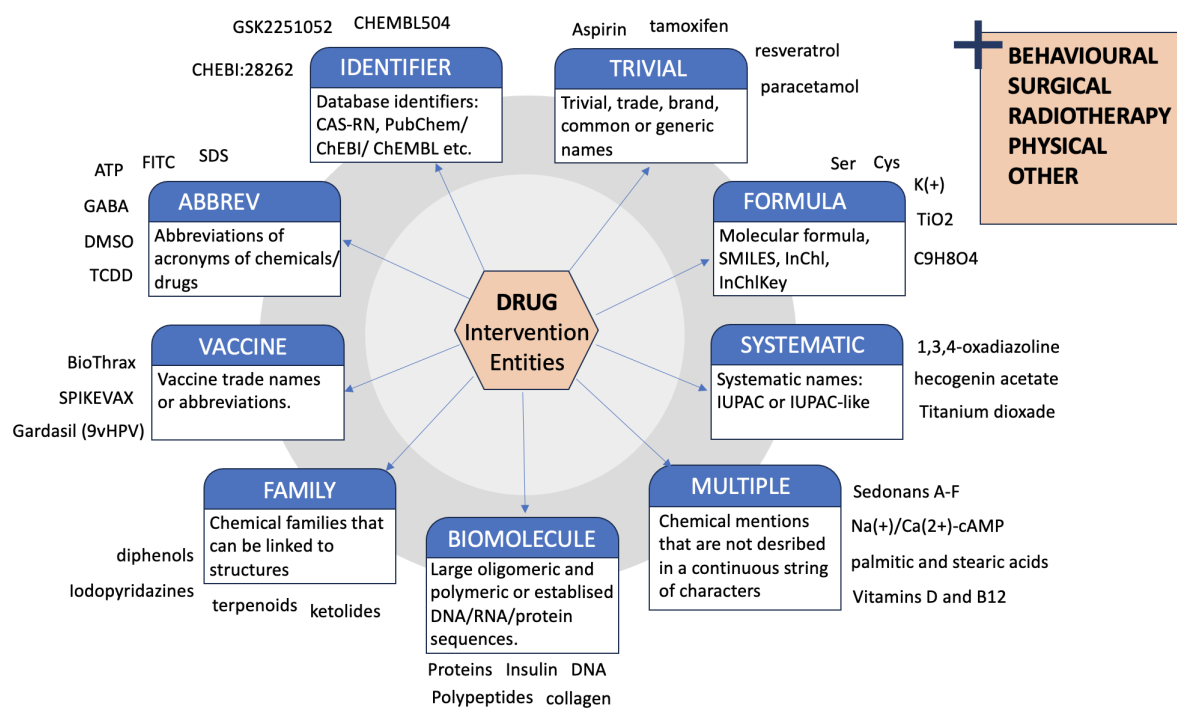 GSK2251052
CHEMBL504
CHEBI:28262
IDENTIFIER
Database identifiers:
CAS-RN, PubChem/
ChEBI/ ChEMBL etc.
Aspirin
tamoxifen
resveratrol
paracetamol
TRIVIAL
Trivial, trade, brand,
common or generic
names
BEHAVIOURAL
SURGICAL
RADIOTHERAPY
PHYSICAL
OTHER
ATP
FITC
SDS
GABA
DMSO
TCDD
ABBREV
Abbreviations of
acronyms of chemicals/
drugs
Ser
Cys
K(+)
TiO2
C9H8O4
FORMULA
Molecular formula,
SMILES, InChI,
InChIKey
DRUG
Intervention
Entities
BioThrax
SPIKEVAX
Gardasil (9vHPV)
VACCINE
Vaccine trade names
or abbreviations.
SYSTEMATIC
Systematic names:
IUPAC or IUPAC-like
1,3,4-oxadiazoline
hecogenin acetate
Titanium dioxade
FAMILY
Chemical families that
can be linked to
structures
diphenols
Iodopyridazines
terpenoids
ketolides
BIOMOLECULE
Large oligomeric and
polymeric or establised
DNA/RNA/protein
sequences.
Proteins
Insulin
DNA
Polypeptides
collagen
MULTIPLE
Chemical mentions
that are not desribed
in a continuous string
of characters
Sedonans A-F
Na(+)/Ca(2+)-cAMP
palmitic and stearic acids
Vitamins D and B12